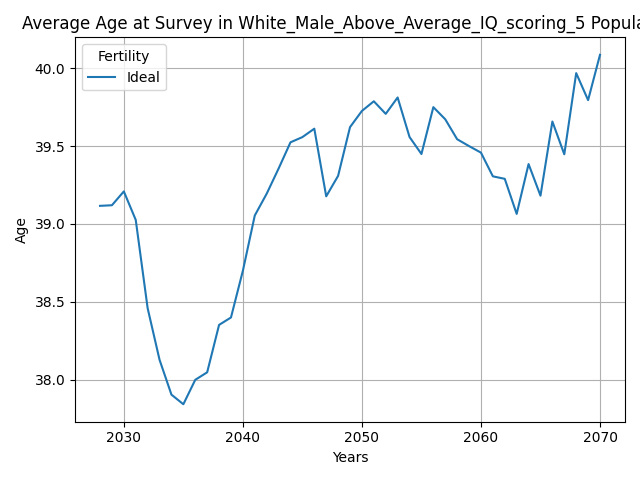 Average Age at Survey in White_Male_Above_Average_IQ_scoring_5 Popula
Fertility
Ideal
40.0
39.5
39.0
38.5
38.0
Age
2030 2040 2050 2060 2070
Years